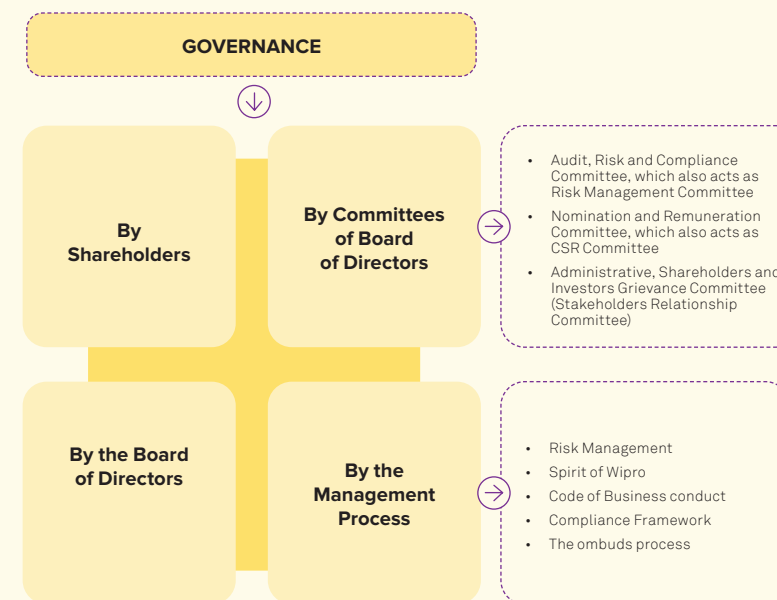 GOVERNANCE
By
Shareholders
By Committees
of Board
of Directors
• Audit, Risk and Compliance
Committee, which also acts as
Risk Management Committee
• Nomination and Remuneration
Committee, which also acts as
CSR Committee
• Administrative, Shareholders and
Investors Grievance Committee
(Stakeholders Relationship
Committee)
By the Board
of Directors
By the
Management
Process
• Risk Management
• Spirit of Wipro
• Code of Business conduct
• Compliance Framework
• The ombuds process